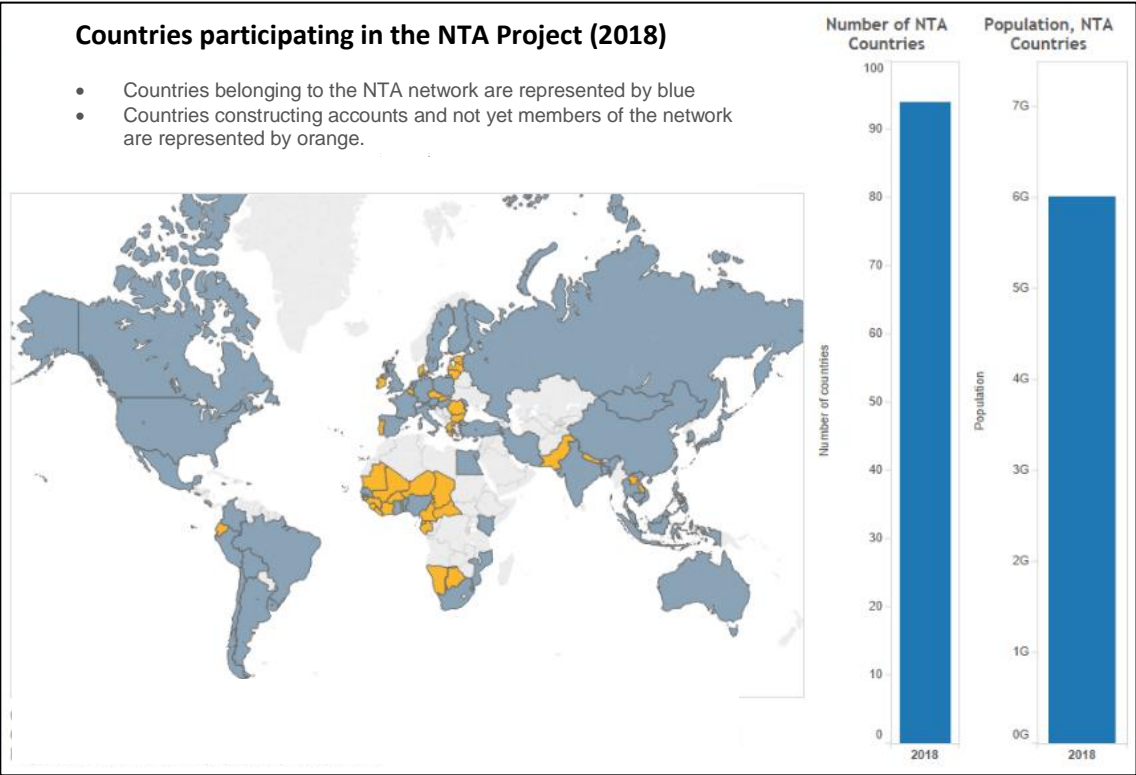 Countries participating in the NTA Project (2018)
• Countries belonging to the NTA network are represented by blue
• Countries constructing accounts and not yet members of the network
are represented by orange.
Number of NTA
Countries
Number of countries
100
90
80
70
60
50
40
30
20
10
0
2018
Population, NTA
Countries
Population
7G
6G
5G
4G
3G
2G
1G
0G
2018